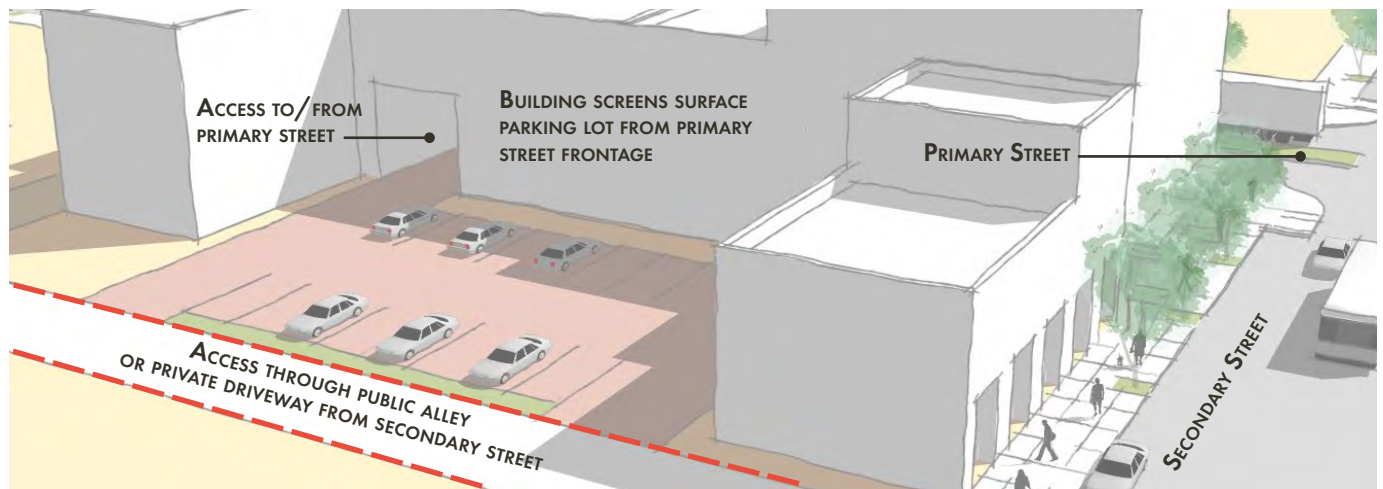 Access to/from
primary street
Building screens surface
parking lot from primary
street frontage
Primary Street
Access through public alley
or private driveway from secondary street
Secondary Street